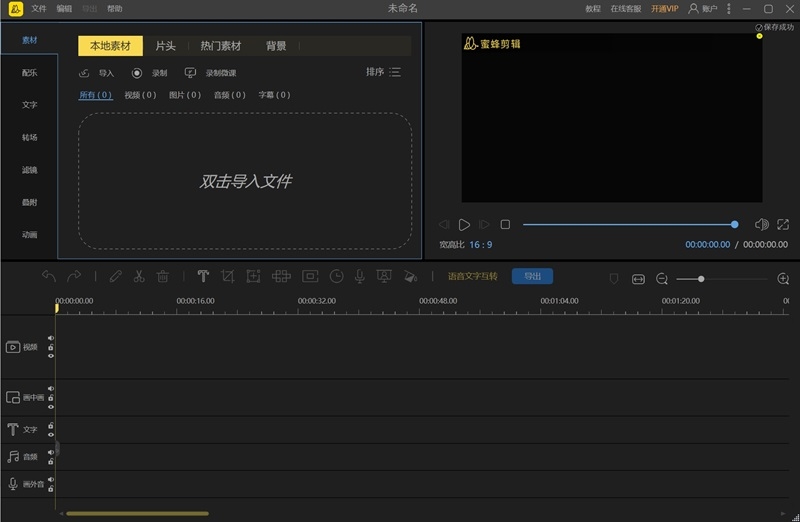 文件 编辑 导出 帮助 未命名 教程 在线客服 开通VIP 账户
保存成功
素材
配乐
文字
转场
滤镜
动画
本地素材 片头 热门素材 背景
导入 录制 录制微课 排序
所有 ( 0 ) 视频 ( 0 ) 图片 ( 0 ) 音频 ( 0 ) 字幕 ( 0 )
双击导入文件
蜜蜂剪辑
宽高比 16 : 9 00:00:00.00 / 00:00:00.00
语音文字互转 导出
00:00:00.00 00:00:16.00 00:00:32.00 00:00:48.00 00:01:04.00 00:01:20.00
视频
画中画
文字
音频
画外音